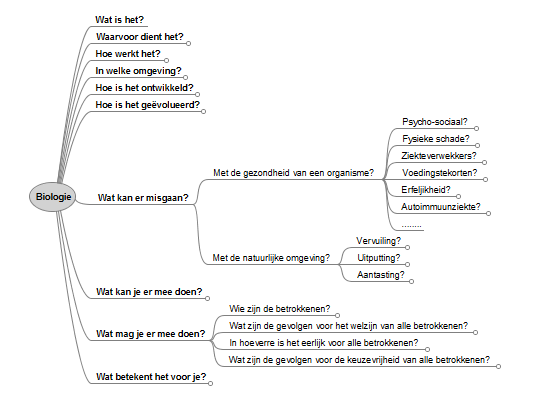 Wat is het?
Waarvoor dient het?
Hoe werkt het?
In welke omgeving?
Hoe is het ontwikkeld?
Hoe is het geëvolueerd?
Biologie
Wat kan er misgaan?
Met de gezondheid van een organisme?
Psycho-sociaal?
Fysieke schade?
Ziekteverwekkers?
Voedingstekorten?
Erfelijkheid?
Autoimmuunziekte?
........
Met de natuurlijke omgeving?
Vervuiling?
Uitputting?
Aantasting?
Wat kan je er mee doen?
Wat mag je er mee doen?
Wie zijn de betrokkenen?
Wat zijn de gevolgen voor het welzijn van alle betrokkenen?
In hoeverre is het eerlijk voor alle betrokkenen?
Wat zijn de gevolgen voor de keuzevrijheid van alle betrokkenen?
Wat betekent het voor je?